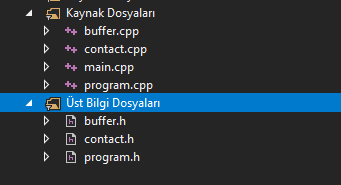 Kaynak Dosyaları
buffer.cpp
contact.cpp
main.cpp
program.cpp
Üst Bilgi Dosyaları
buffer.h
contact.h
program.h